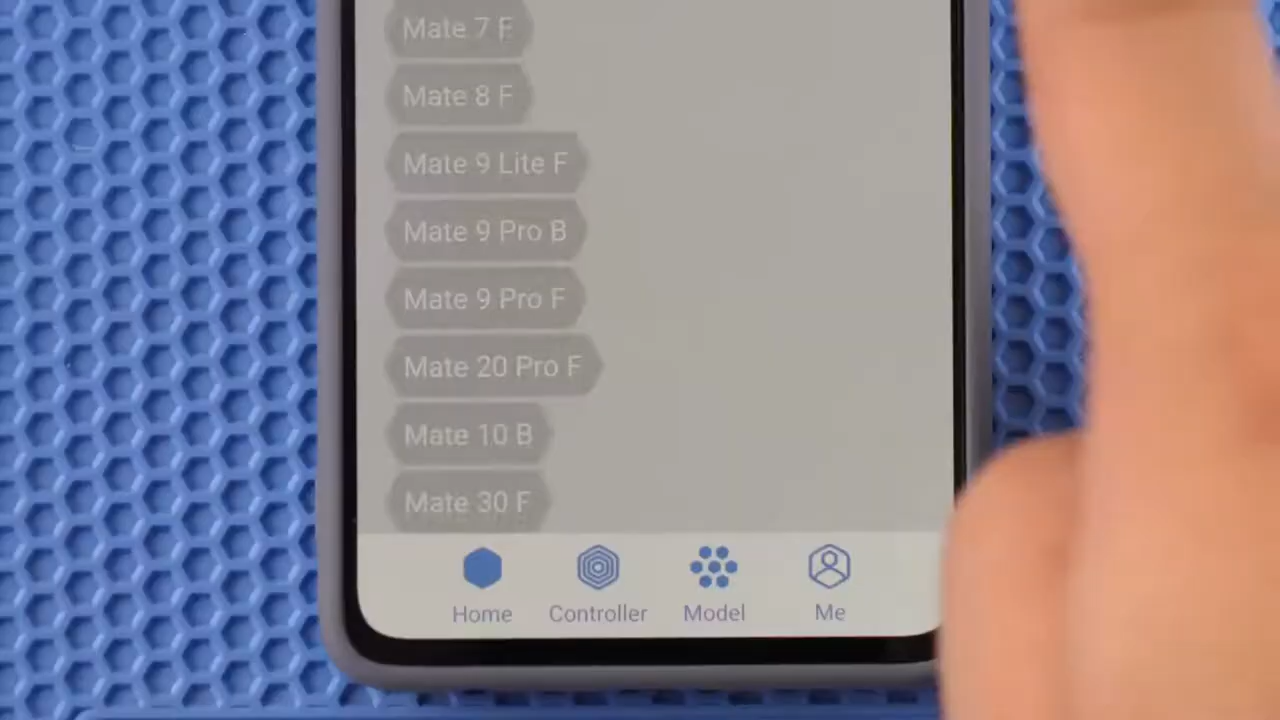 Mate 7 F
Mate 8 F
Mate 9 Lite F
Mate 9 Pro B
Mate 9 Pro F
Mate 20 Pro F
Mate 10 B
Mate 30 F
Home Controller Model Me